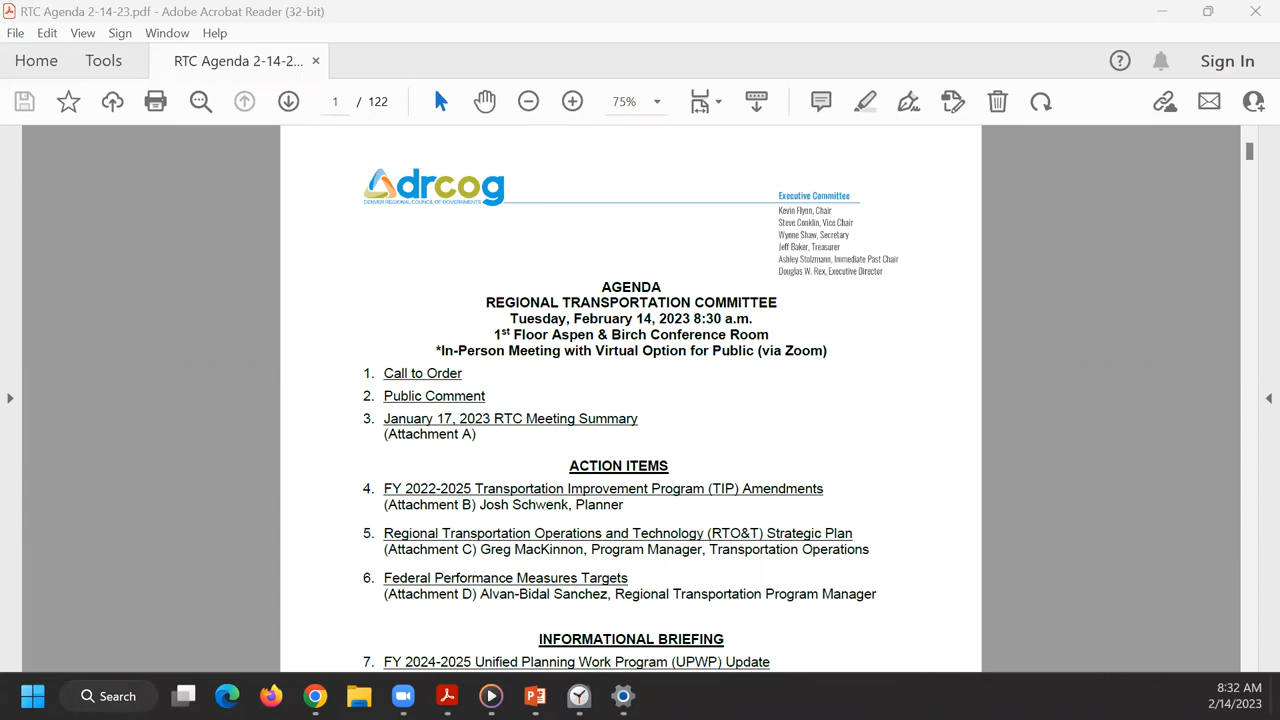 RTC Agenda 2-14-23.pdf - Adobe Acrobat Reader (32-bit)
File Edit View Sign Window Help
Home Tools RTC Agenda 2-14-2... × Sign In
1 / 122 75%
drcog
DENVER REGIONAL COUNCIL OF GOVERNMENTS
Executive Committee
Kevin Flynn, Chair
Steve Conklin, Vice Chair
Wynne Shaw, Secretary
Jeff Baker, Treasurer
Ashley Stolzmann, Immediate Past Chair
Douglas W. Rex, Executive Director
AGENDA
REGIONAL TRANSPORTATION COMMITTEE
Tuesday, February 14, 2023 8:30 a.m.
1st Floor Aspen & Birch Conference Room
*In-Person Meeting with Virtual Option for Public (via Zoom)
1. Call to Order
2. Public Comment
3. January 17, 2023 RTC Meeting Summary
(Attachment A)
ACTION ITEMS
4. FY 2022-2025 Transportation Improvement Program (TIP) Amendments
(Attachment B) Josh Schwenk, Planner
5. Regional Transportation Operations and Technology (RTO&T) Strategic Plan
(Attachment C) Greg MacKinnon, Program Manager, Transportation Operations
6. Federal Performance Measures Targets
(Attachment D) Alvan-Bidal Sanchez, Regional Transportation Program Manager
INFORMATIONAL BRIEFING
7. FY 2024-2025 Unified Planning Work Program (UPWP) Update
Search
8:32 AM
2/14/2023